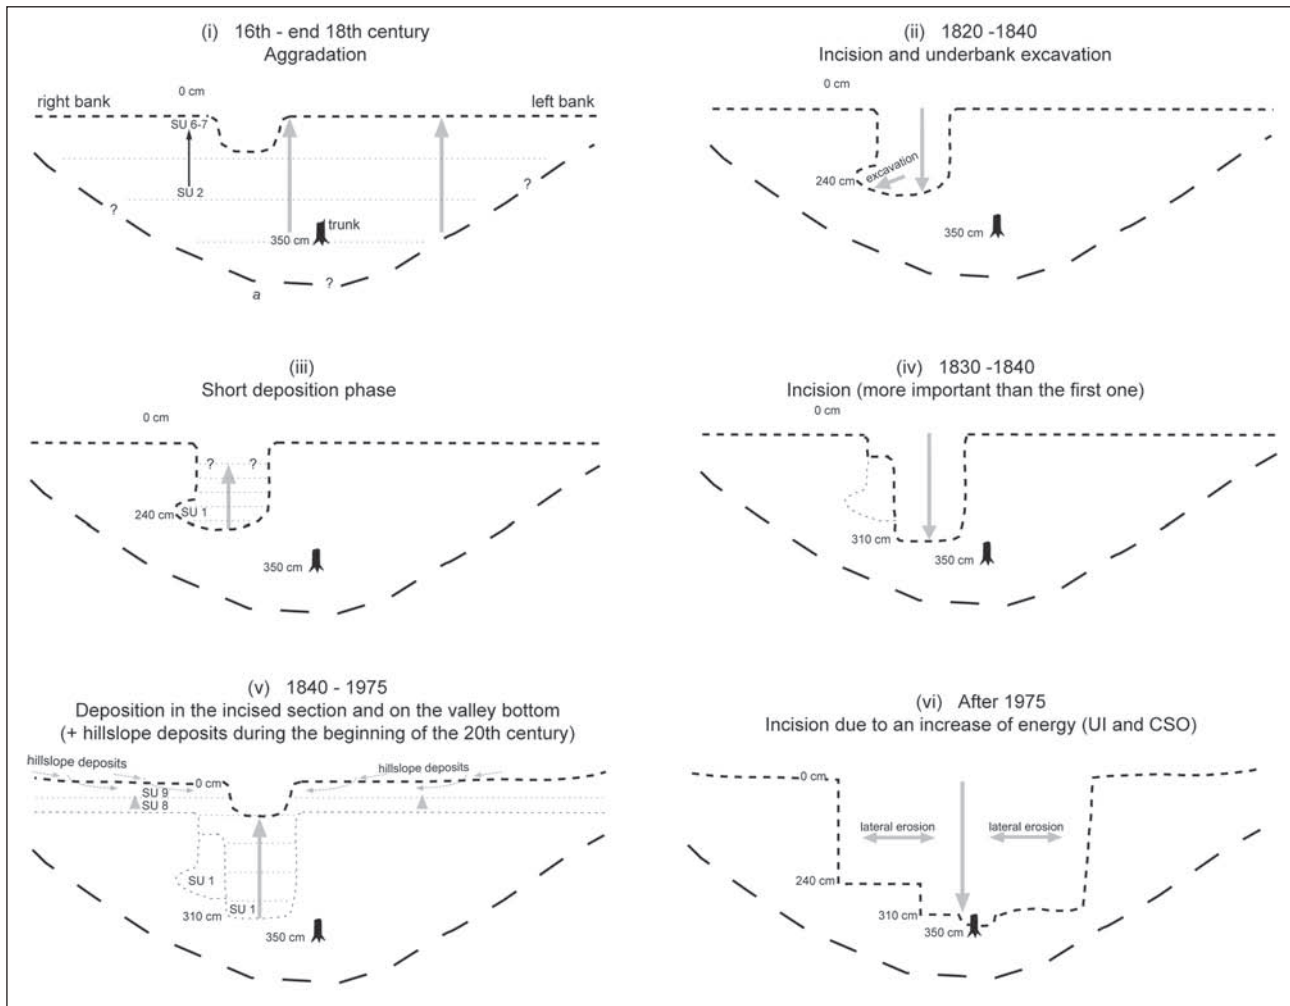 (i) 16th - end 18th century
Aggradation
0 cm
right bank
left bank
SU 6-7
SU 2
?
?
trunk
350 cm
?
a
(ii) 1820 -1840
Incision and underbank excavation
0 cm
excavation
240 cm
350 cm
(iii)
Short deposition phase
0 cm
? ?
SU 1
240 cm
350 cm
(iv) 1830 -1840
Incision (more important than the first one)
0 cm
310 cm
350 cm
(v) 1840 - 1975
Deposition in the incised section and on the valley bottom
(+ hillslope deposits during the beginning of the 20th century)
hillslope deposits
hillslope deposits
0 cm
SU 9
SU 8
SU 1
SU 1
310 cm
350 cm
(vi) After 1975
Incision due to an increase of energy (UI and CSO)
0 cm
lateral erosion
lateral erosion
240 cm
310 cm
350 cm